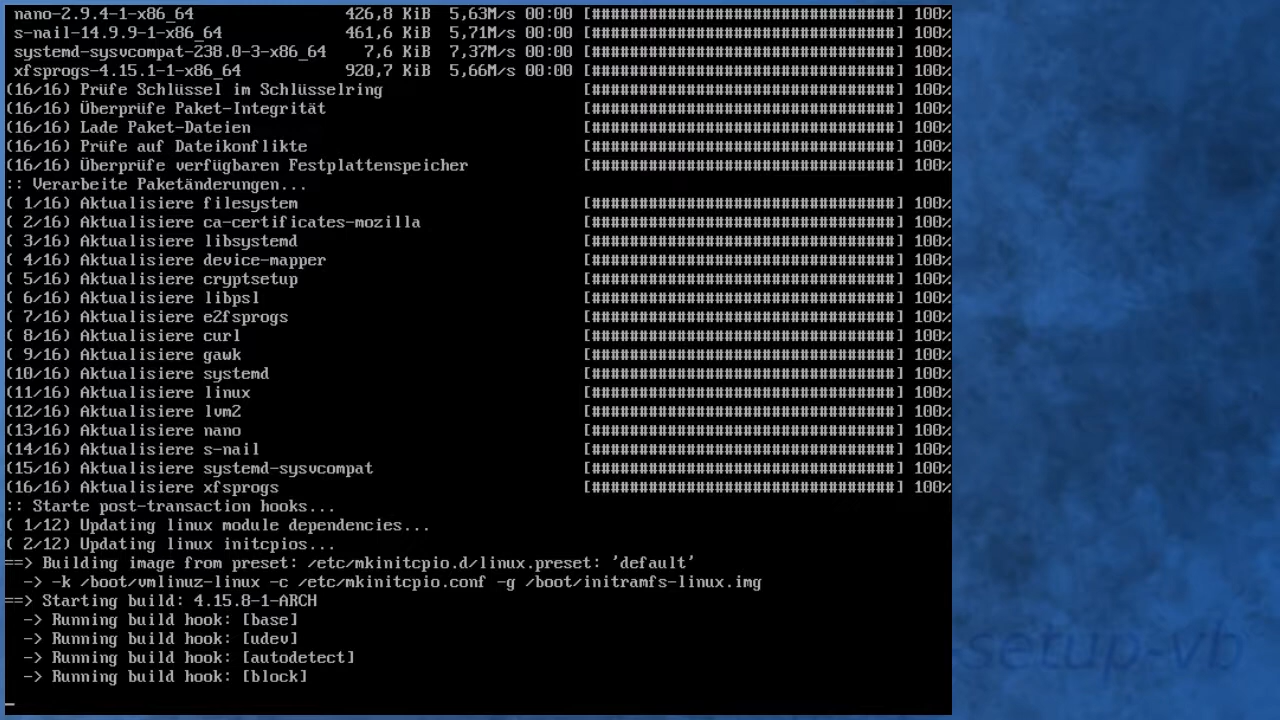 nano-2.9.4-1-x86_64 426,8 KiB 5,63M/s 00:00 [################################] 100%
s-nail-14.9.9-1-x86_64 461,6 KiB 5,71M/s 00:00 [################################] 100%
systemd-sysvcompat-238.0-3-x86_64 7,6 KiB 7,37M/s 00:00 [################################] 100%
xfsprogs-4.15.1-1-x86_64 920,7 KiB 5,66M/s 00:00 [################################] 100%
(16/16) Prüfe Schlüssel im Schlüsselring [################################] 100%
(16/16) Überprüfe Paket-Integrität [################################] 100%
(16/16) Lade Paket-Dateien [################################] 100%
(16/16) Prüfe auf Dateikonflikte [################################] 100%
(16/16) Überprüfe verfügbaren Festplattenspeicher [################################] 100%
:: Verarbeite Paketänderungen...
( 1/16) Aktualisiere filesystem [################################] 100%
( 2/16) Aktualisiere ca-certificates-mozilla [################################] 100%
( 3/16) Aktualisiere libsystemd [################################] 100%
( 4/16) Aktualisiere device-mapper [################################] 100%
( 5/16) Aktualisiere cryptsetup [################################] 100%
( 6/16) Aktualisiere libpsl [################################] 100%
( 7/16) Aktualisiere e2fsprogs [################################] 100%
( 8/16) Aktualisiere curl [################################] 100%
( 9/16) Aktualisiere gawk [################################] 100%
(10/16) Aktualisiere systemd [################################] 100%
(11/16) Aktualisiere linux [################################] 100%
(12/16) Aktualisiere lvm2 [################################] 100%
(13/16) Aktualisiere nano [################################] 100%
(14/16) Aktualisiere s-nail [################################] 100%
(15/16) Aktualisiere systemd-sysvcompat [################################] 100%
(16/16) Aktualisiere xfsprogs [################################] 100%
:: Starte post-transaction hooks...
( 1/12) Updating linux module dependencies...
( 2/12) Updating linux initcpios...
==> Building image from preset: /etc/mkinitcpio.d/linux.preset: 'default'
-> -k /boot/vmlinuz-linux -c /etc/mkinitcpio.conf -g /boot/initramfs-linux.img
==> Starting build: 4.15.8-1-ARCH
-> Running build hook: [base]
-> Running build hook: [udev]
-> Running build hook: [autodetect]
-> Running build hook: [block]
setup-vb